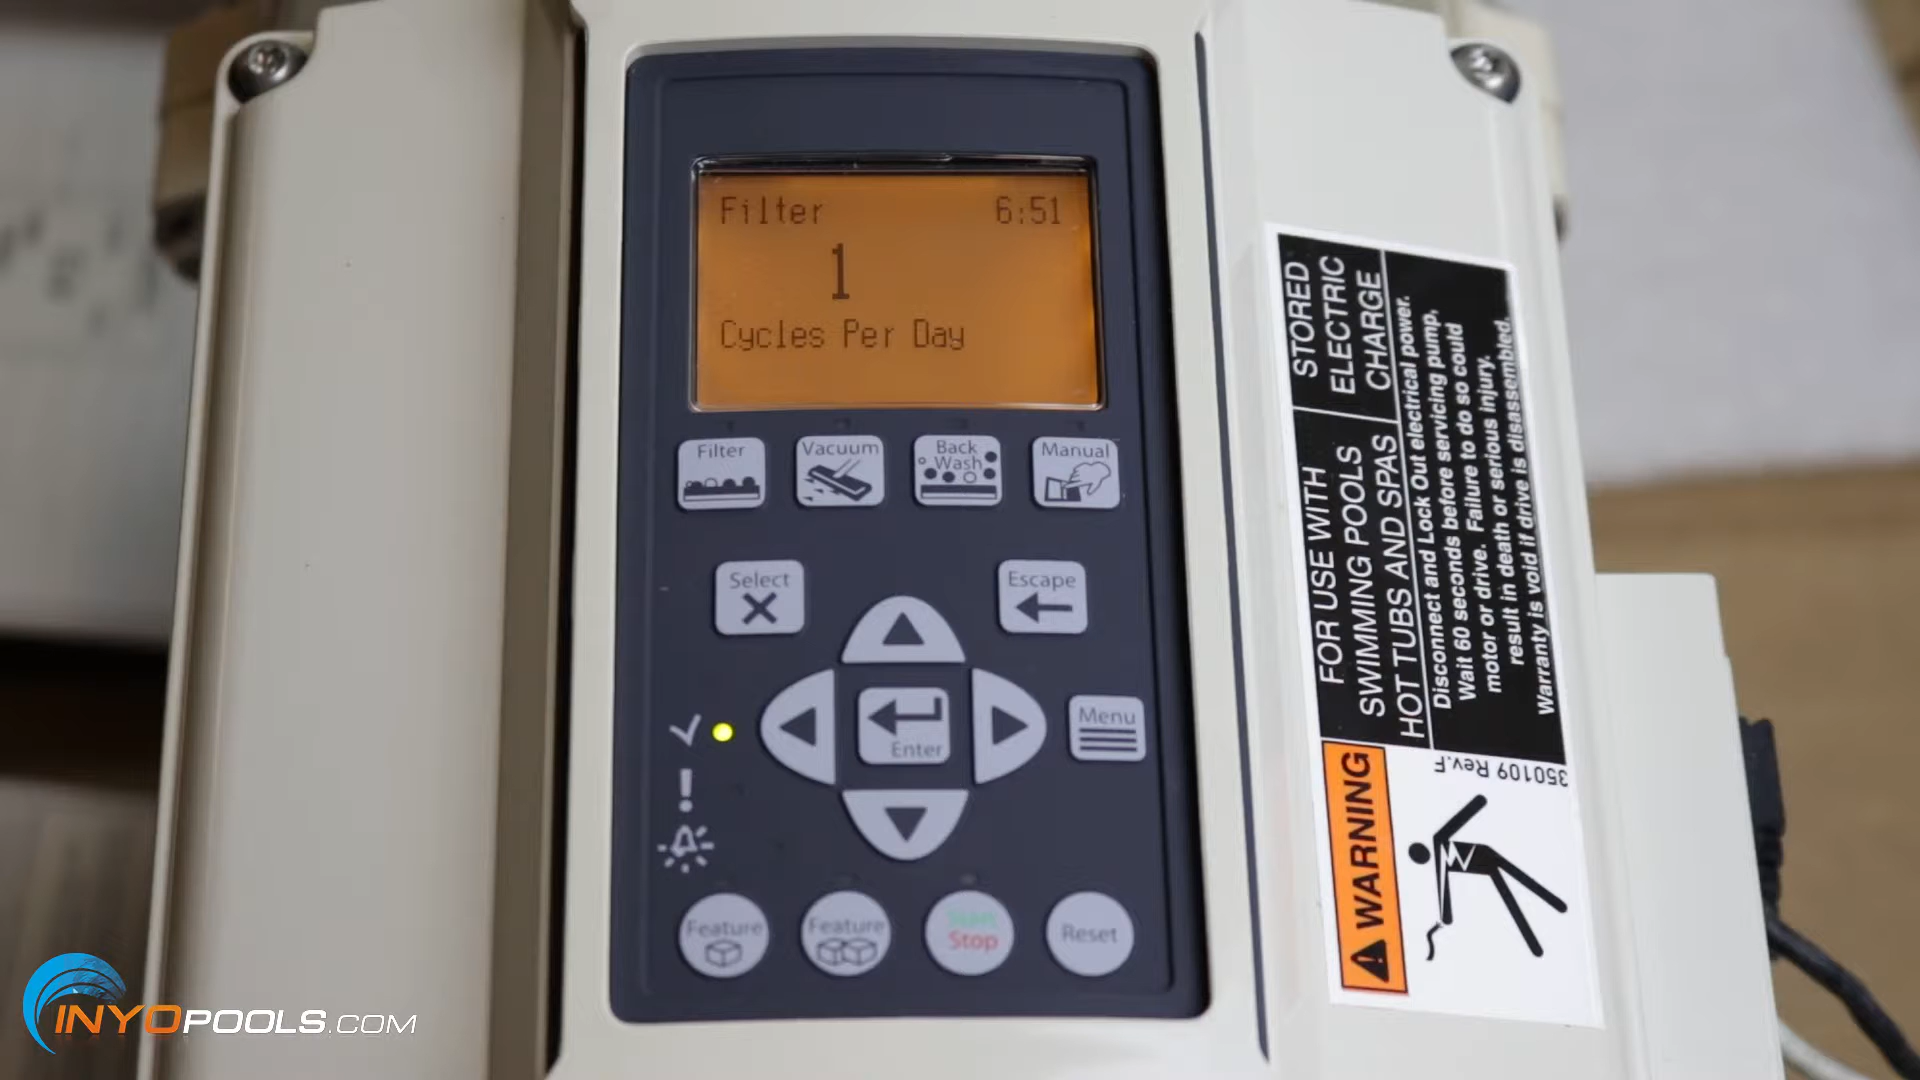 Filter 6:51
1
Cycles Per Day
Filter
Vacuum
Back
Wash
Manual
Select
Escape
Enter
Menu
Feature
Feature
Start
Stop
Reset
WARNING
FOR USE WITH
SWIMMING POOLS
HOT TUBS AND SPAS
STORED
ELECTRIC
CHARGE
Disconnect and Lock Out electrical power.
Wait 60 seconds before servicing pump,
motor or drive. Failure to do so could
result in death or serious injury.
Warranty is void if drive is disassembled.
350109 Rev.F
INYOPOOLS.COM